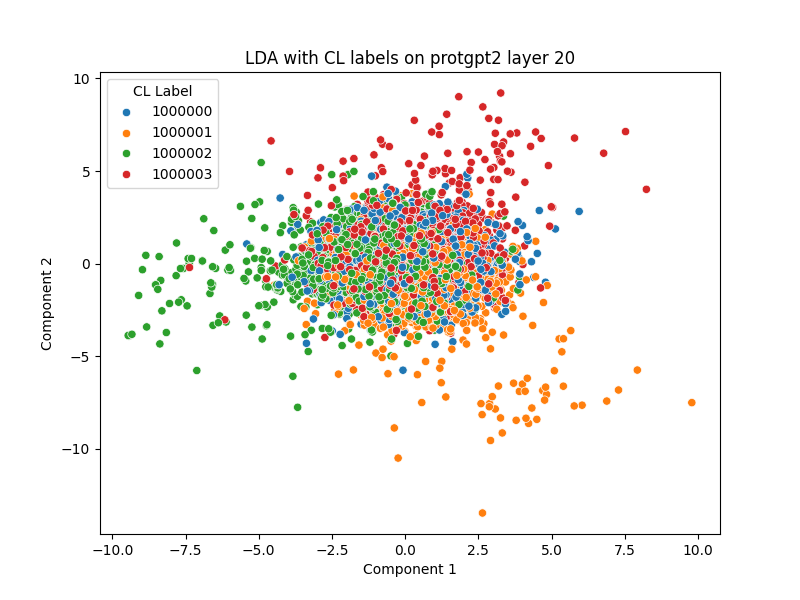 LDA with CL labels on protgpt2 layer 20
CL Label
1000000
1000001
1000002
1000003
10
5
0
−5
−10
Component 2
−10.0 −7.5 −5.0 −2.5 0.0 2.5 5.0 7.5 10.0
Component 1